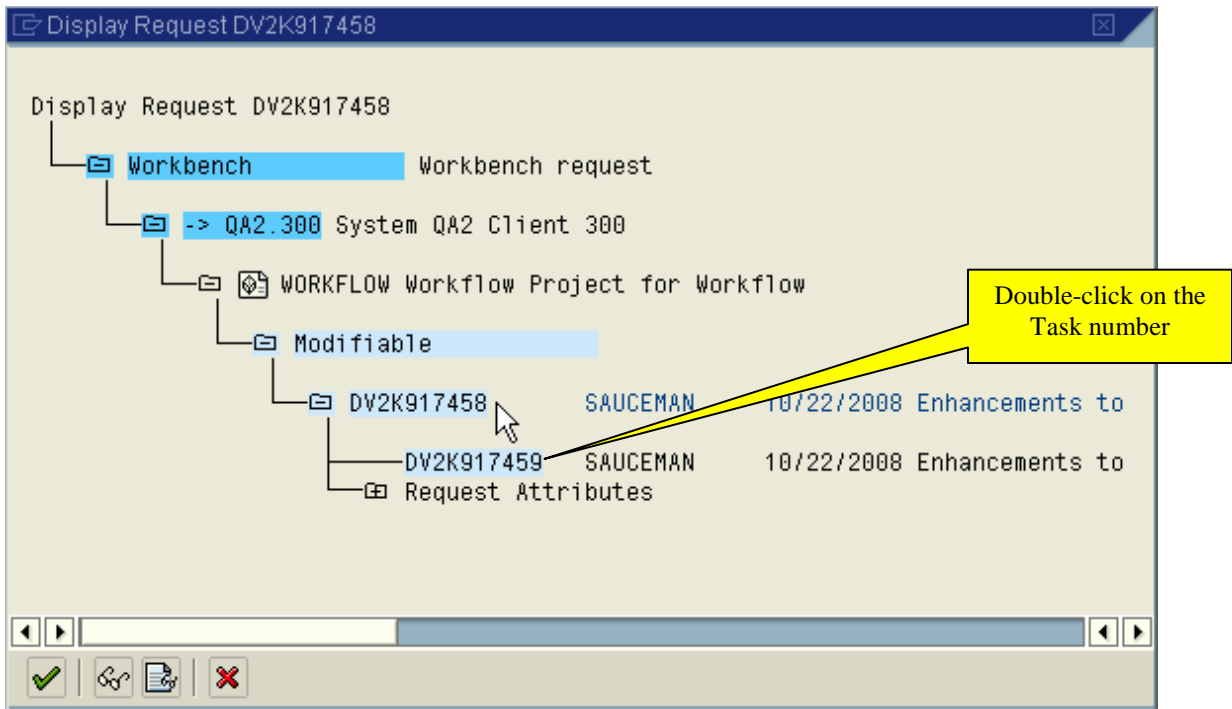 Display Request DV2K917458
Display Request DV2K917458
Workbench Workbench request
-> QA2.300 System QA2 Client 300
WORKFLOW Workflow Project for Workflow
Double-click on the
Task number
Modifiable
DV2K917458 SAUCEMAN 10/22/2008 Enhancements to
DV2K917459 SAUCEMAN 10/22/2008 Enhancements to
Request Attributes